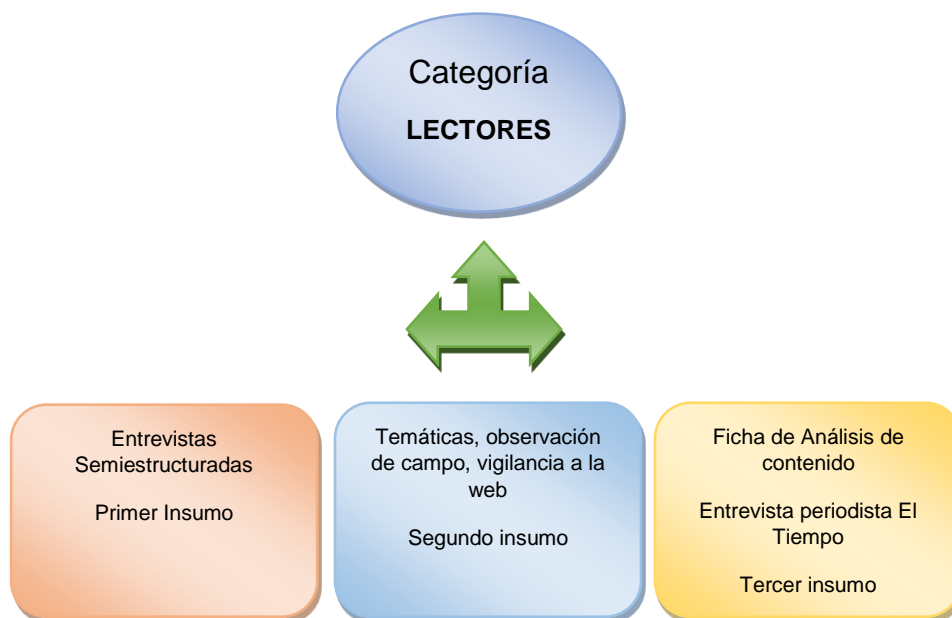 Categoría
LECTORES
Entrevistas
Semiestructuradas
Primer Insumo
Temáticas, observación
de campo, vigilancia a la
web
Segundo insumo
Ficha de Análisis de
contenido
Entrevista periodista El
Tiempo
Tercer insumo